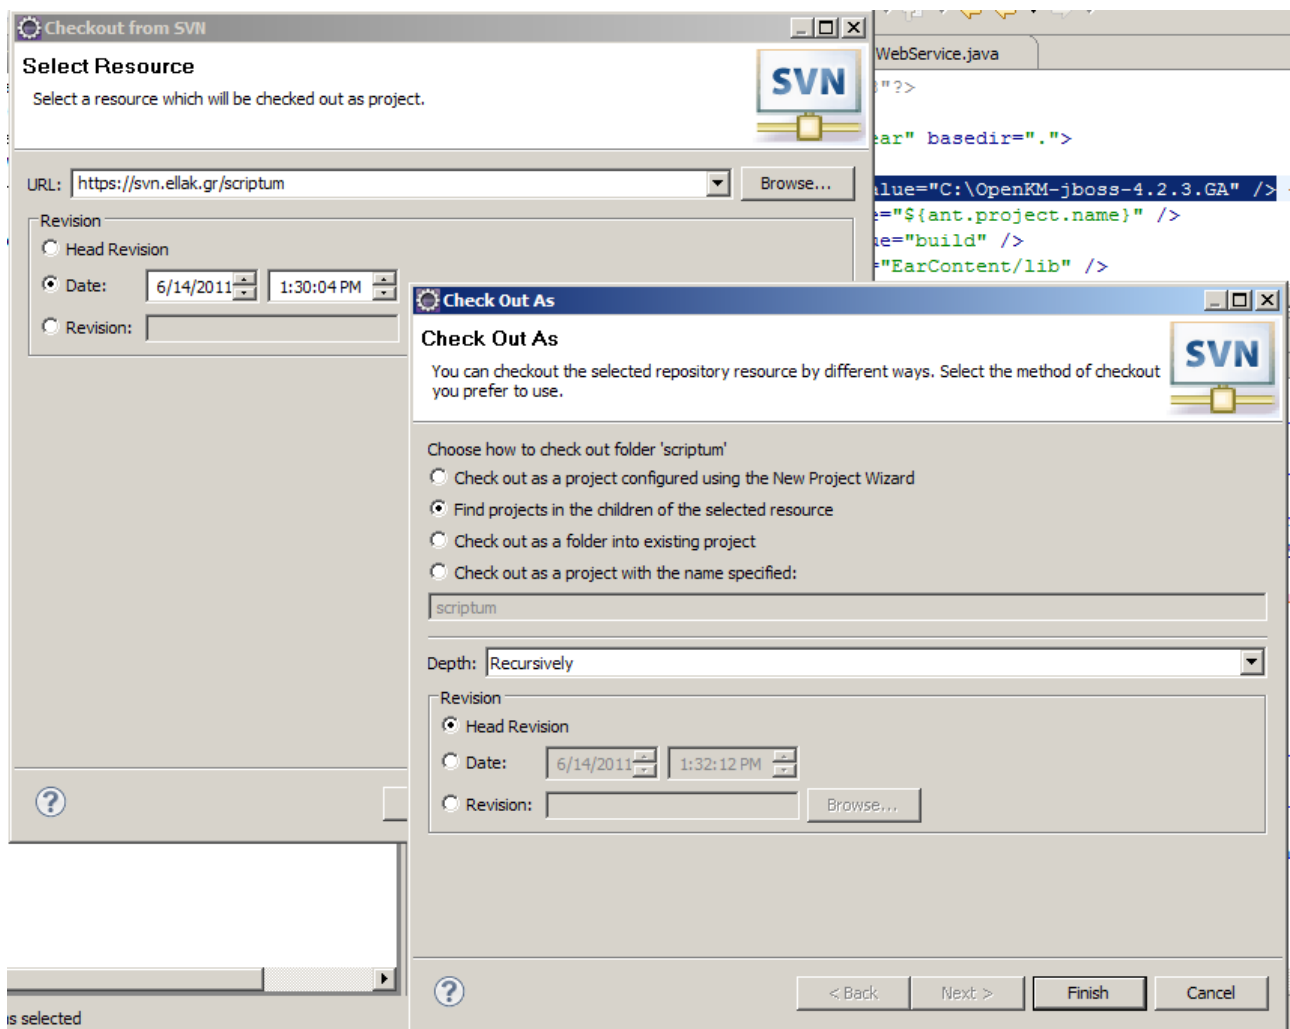 Checkout from SVN
Select Resource
Select a resource which will be checked out as project.
SVN
URL: https://svn.ellak.gr/scriptum Browse...
Revision
Head Revision
Date: 6/14/2011 1:30:04 PM
Revision:
WebService.java
"?>
ear" basedir=".">
alue="C:\OpenKM-jboss-4.2.3.GA" />
="${ant.project.name}" />
ue="build" />
="EarContent/lib" />
Check Out As
Check Out As
You can checkout the selected repository resource by different ways. Select the method of checkout
you prefer to use.
SVN
Choose how to check out folder 'scriptum'
Check out as a project configured using the New Project Wizard
Find projects in the children of the selected resource
Check out as a folder into existing project
Check out as a project with the name specified:
scriptum
Depth: Recursively
Revision
Head Revision
Date: 6/14/2011 1:32:12 PM
Revision: Browse...
< Back Next > Finish Cancel
s selected